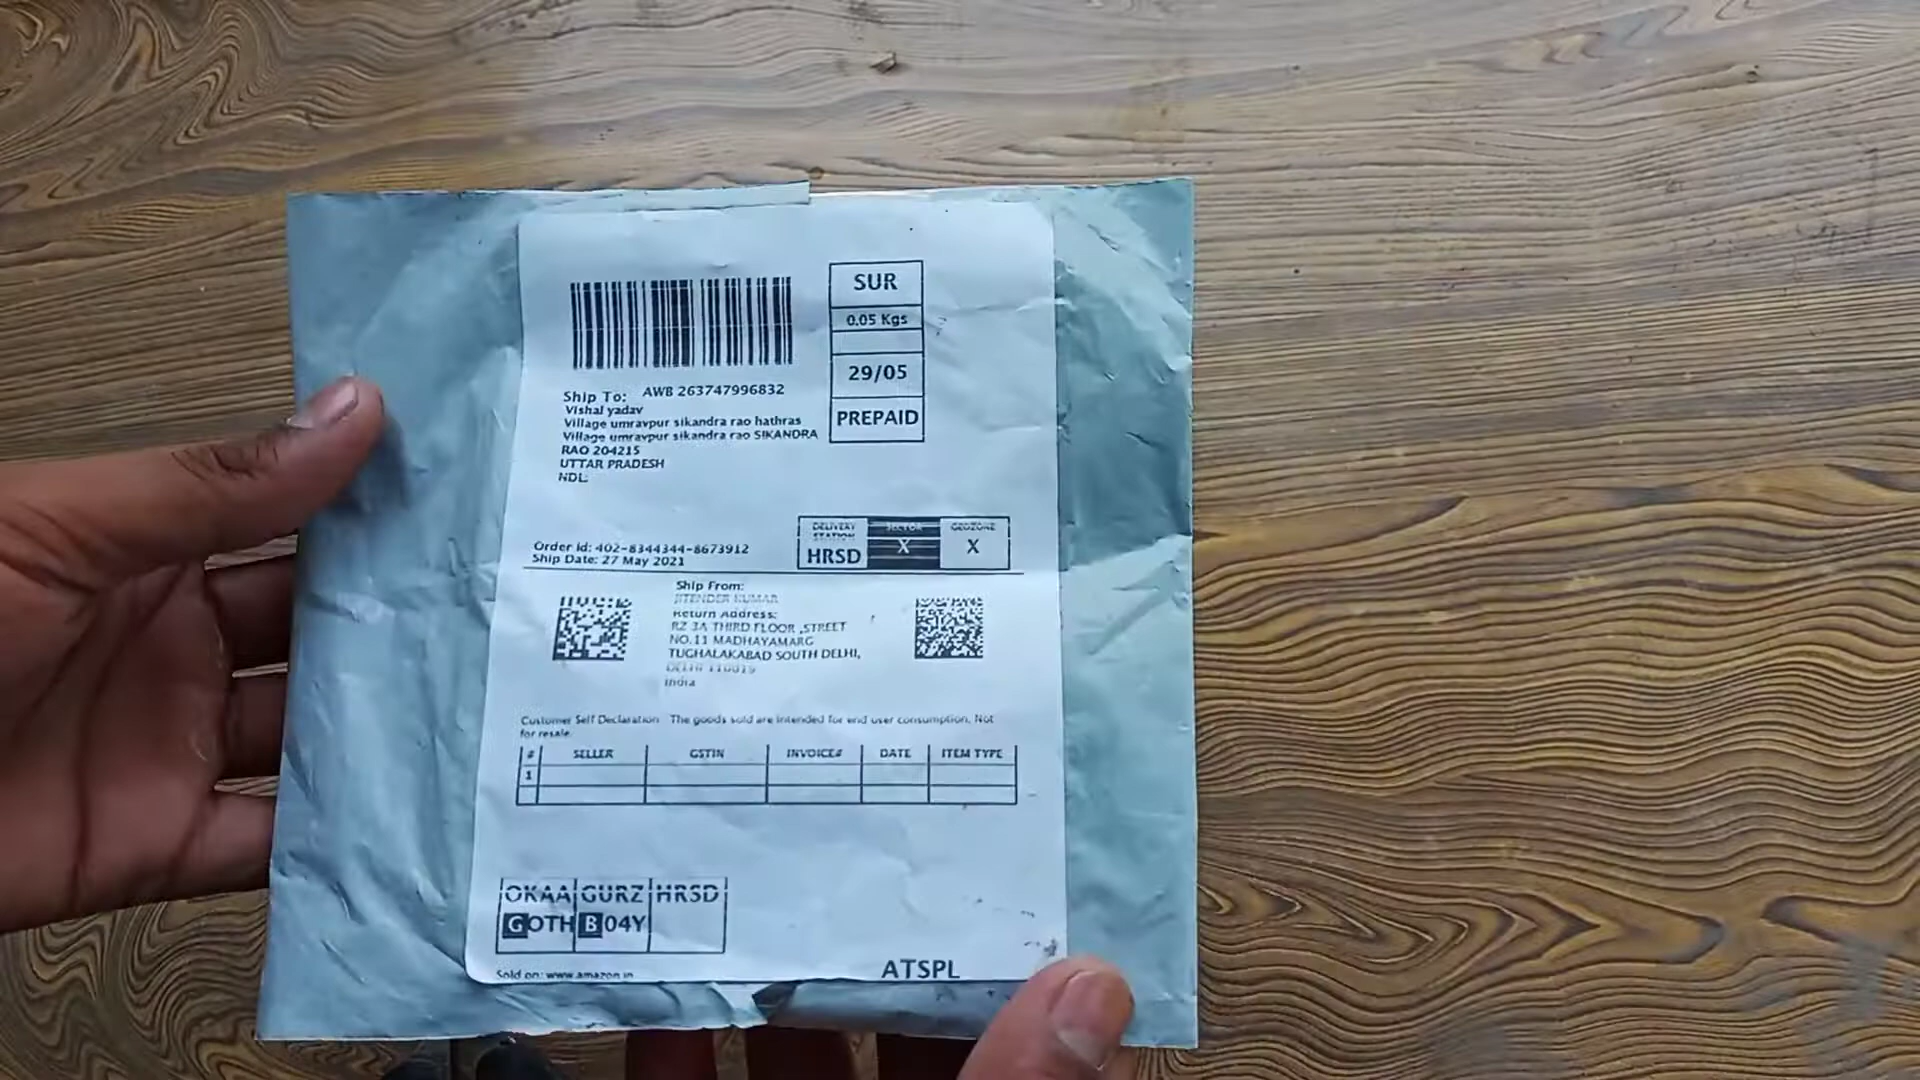 SUR
0.05 Kgs
29/05
PREPAID
Ship To: AWB 263747996832
Vishal yadav
Village umravpur sikandra rao hathras
Village umravpur sikandra rao SIKANDRA
RAO 204215
UTTAR PRADESH
NDL:
DELIVERY STATION SECTOR GEOZONE
HRSD X X
Order id: 402-8344344-8673912
Ship Date: 27 May 2021
Ship From:
JITENDER KUMAR
Return Address:
RZ 3A THIRD FLOOR ,STREET
NO.11 MADHAYAMARG
TUGHALAKABAD SOUTH DELHI,
DELHI 110019
India
Customer Self Declaration The goods sold are intended for end user consumption, Not
for resale.
# SELLER GSTIN INVOICE# DATE ITEM TYPE
1
OKAA GURZ HRSD
GOTH B04Y
Sold on: www.amazon.in
ATSPL